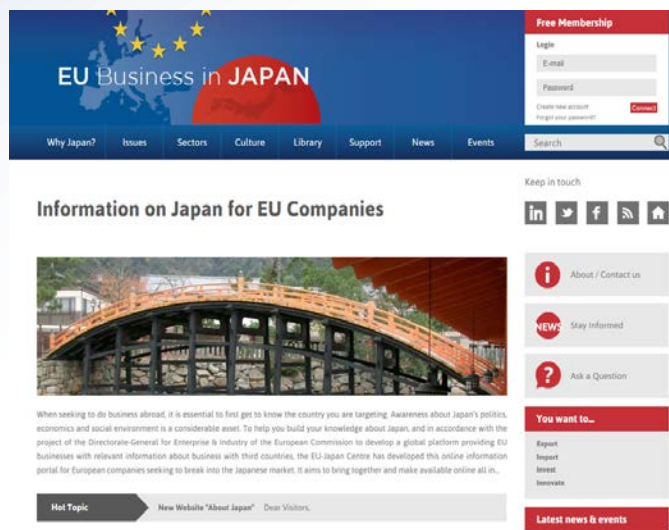 EU Business in JAPAN
Free Membership
Login
E-mail
Password
Create new account
Connect
Forgot your password?
Why Japan? Issues Sectors Culture Library Support News Events
Search
Information on Japan for EU Companies
Keep in touch
in f
i About / Contact us
NEWS Stay Informed
? Ask a Question
When seeking to do business abroad, it is essential to first get to know the country you are targeting. Awareness about Japan's politics,
economics and social environment is a considerable asset. To help you build your knowledge about Japan, and in accordance with the
project of the Directorate-General for Enterprise & Industry of the European Commission to develop a global platform providing EU
businesses with relevant information about business with third countries, the EU-Japan Centre has developed this online information
portal for European companies seeking to break into the Japanese market. It aims to bring together and make available online all in..
You want to...
Export
Import
Invest
Innovate
Hot Topic New Website "About Japan" Dear Visitors,
Latest news & events